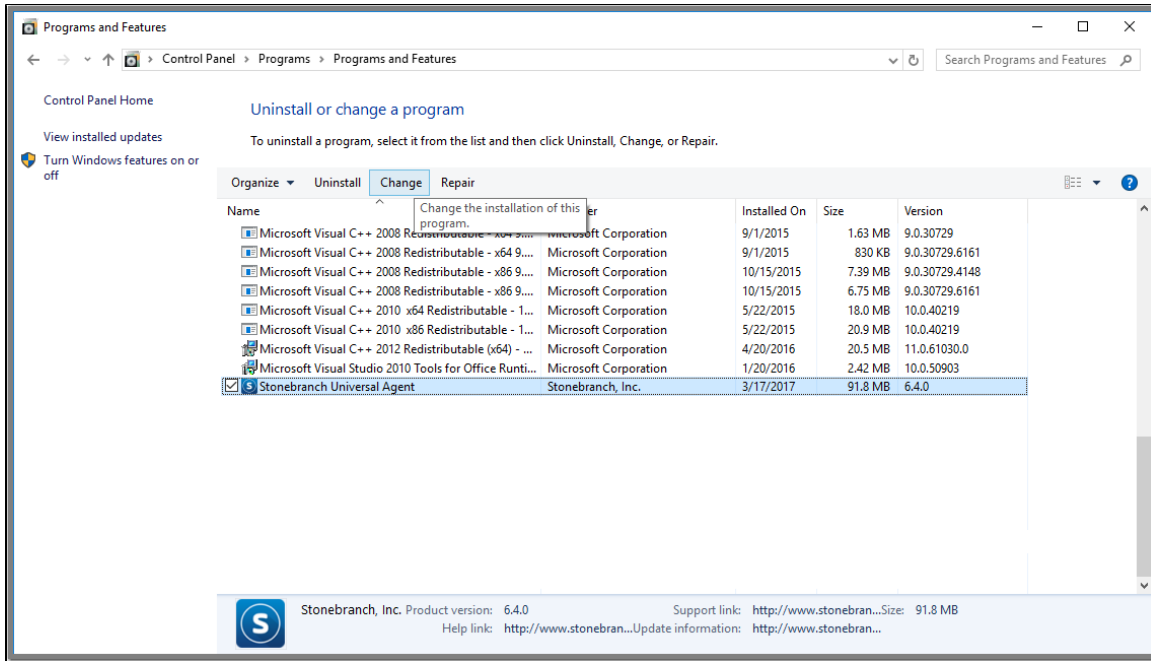 Programs and Features
Control Panel > Programs > Programs and Features
Search Programs and Features
Control Panel Home
View installed updates
Turn Windows features on or
off
Uninstall or change a program
To uninstall a program, select it from the list and then click Uninstall, Change, or Repair.
Organize Uninstall Change Repair
Change the installation of this
program.
Name er Installed On Size Version
Microsoft Visual C++ 2008 Redistributable - x64 9.... Microsoft Corporation 9/1/2015 1.63 MB 9.0.30729
Microsoft Visual C++ 2008 Redistributable - x64 9.... Microsoft Corporation 9/1/2015 830 KB 9.0.30729.6161
Microsoft Visual C++ 2008 Redistributable - x86 9.... Microsoft Corporation 10/15/2015 7.39 MB 9.0.30729.4148
Microsoft Visual C++ 2008 Redistributable - x86 9.... Microsoft Corporation 10/15/2015 6.75 MB 9.0.30729.6161
Microsoft Visual C++ 2010 x64 Redistributable - 1... Microsoft Corporation 5/22/2015 18.0 MB 10.0.40219
Microsoft Visual C++ 2010 x86 Redistributable - 1... Microsoft Corporation 5/22/2015 20.9 MB 10.0.40219
Microsoft Visual C++ 2012 Redistributable (x64) - ... Microsoft Corporation 4/20/2016 20.5 MB 11.0.61030.0
Microsoft Visual Studio 2010 Tools for Office Runti... Microsoft Corporation 1/20/2016 2.42 MB 10.0.50903
Stonebranch Universal Agent Stonebranch, Inc. 3/17/2017 91.8 MB 6.4.0
Stonebranch, Inc. Product version: 6.4.0 Support link: http://www.stonebran...Size: 91.8 MB
Help link: http://www.stonebran...Update information: http://www.stonebran...